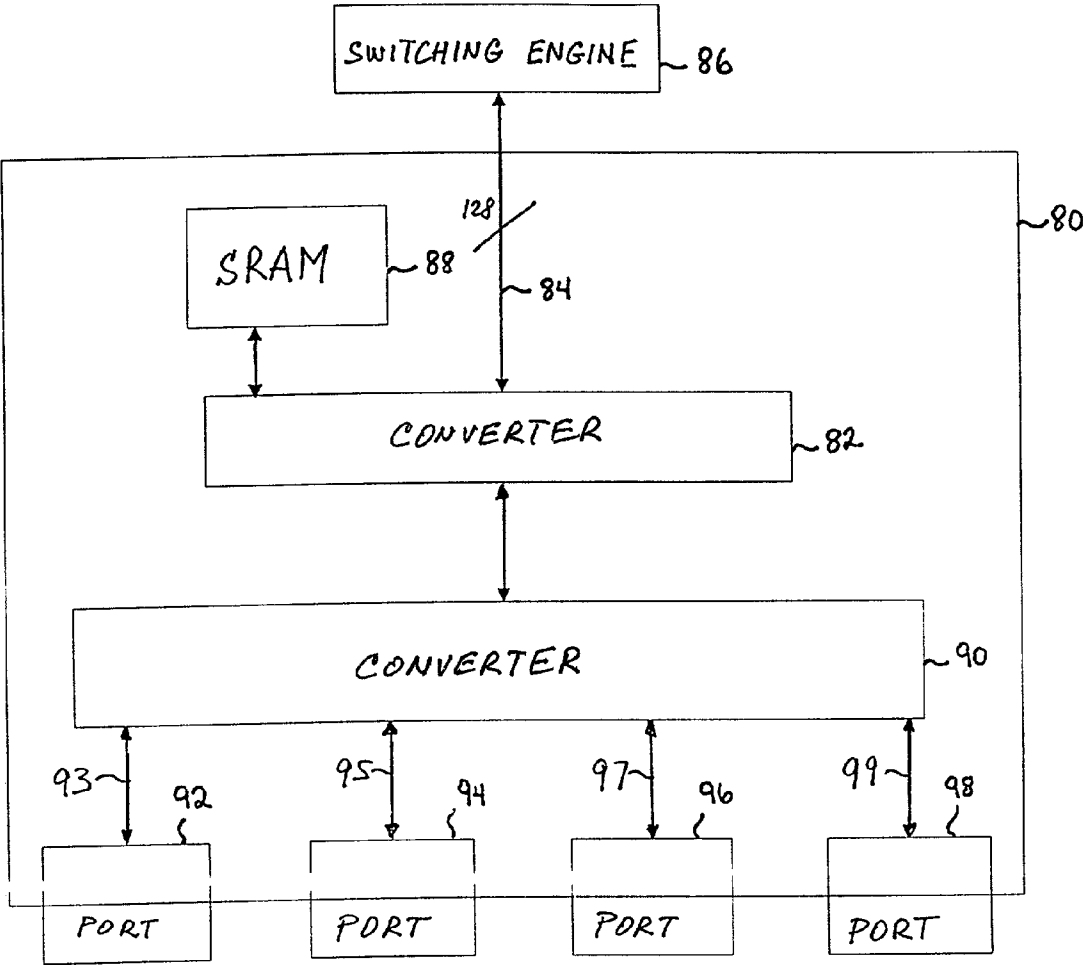 SWITCHING ENGINE
86
128
80
SRAM
88
84
CONVERTER
82
CONVERTER
90
93
95
97
99
92
94
96
98
PORT
PORT
PORT
PORT